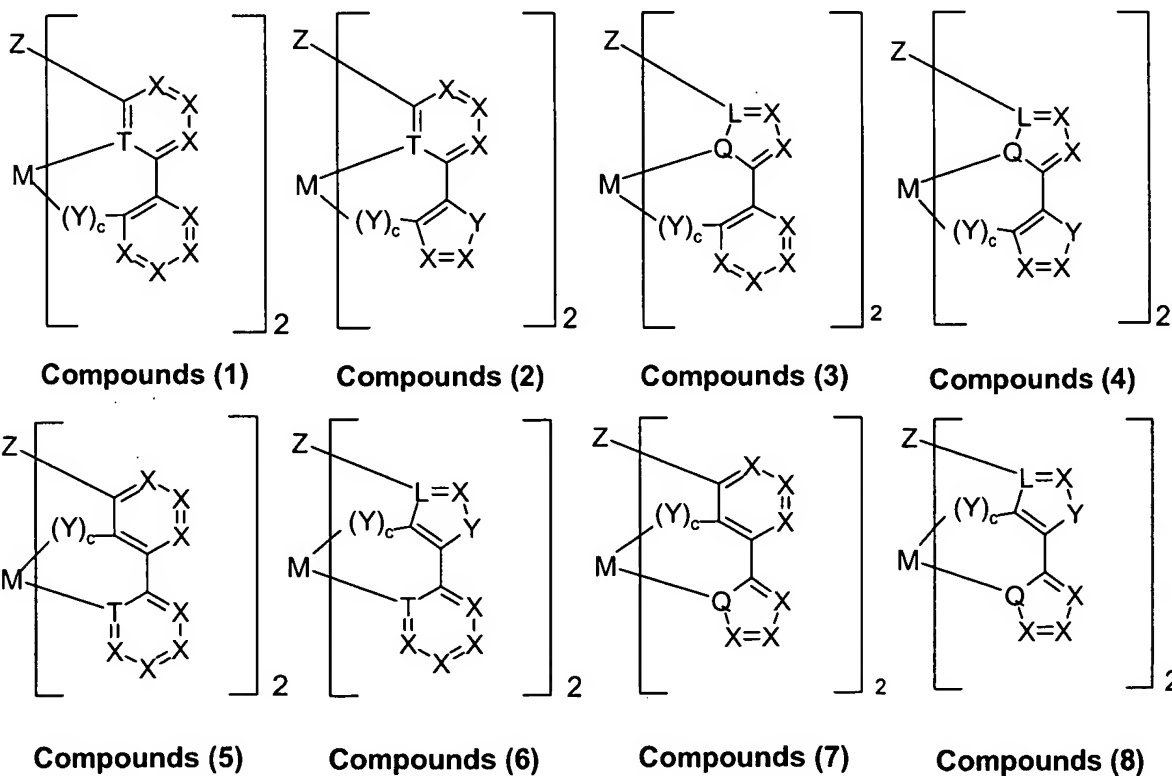 Z
X
X
X
T
M
(Y)c
X
X
X
X
2
Compounds (1)
Z
X
X
X
T
M
(Y)c
Y
X=X
2
Compounds (2)
Z
L=X
Q
X
M
(Y)c
X
X
X
X
2
Compounds (3)
Z
L=X
Q
X
M
(Y)c
Y
X=X
2
Compounds (4)
Z
X
X
X
(Y)c
M
T
X
X
X
X
2
Compounds (5)
Z
L=X
(Y)c
Y
M
T
X
X
X
X
2
Compounds (6)
Z
X
X
X
(Y)c
M
Q
X
X=X
2
Compounds (7)
Z
L=X
(Y)c
Y
M
Q
X
X=X
2
Compounds (8)